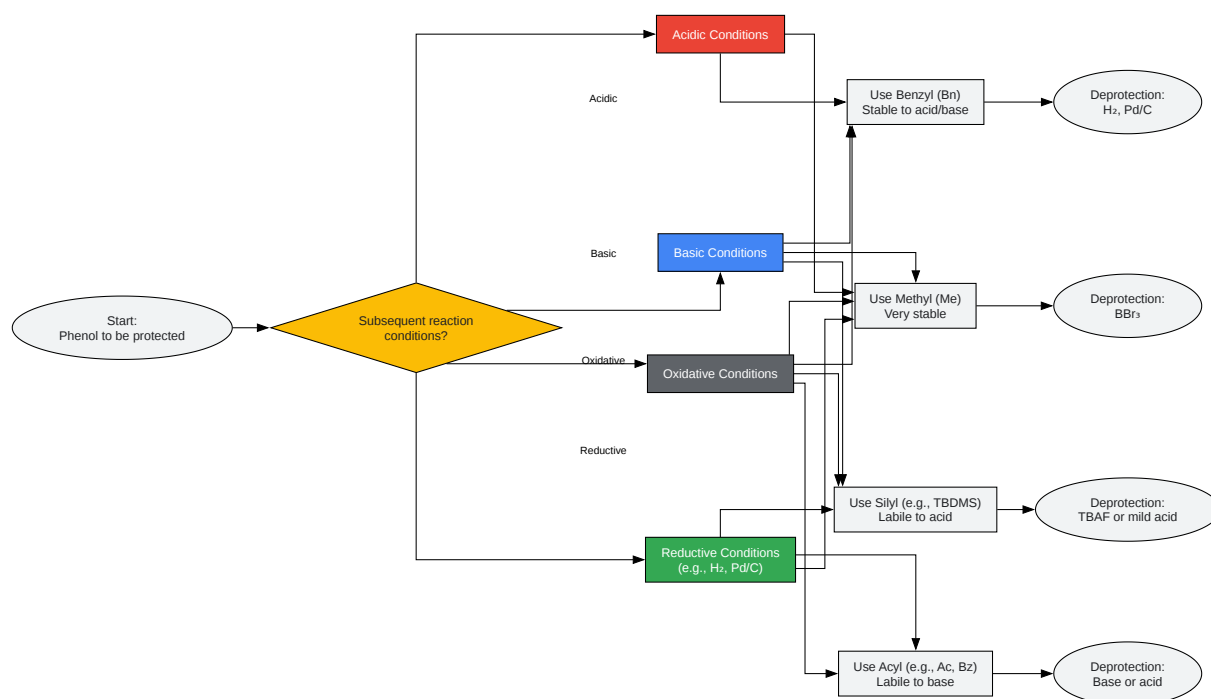 Acidic Conditions
Acidic
Use Benzyl (Bn)
Stable to acid/base
Deprotection:
H₂, Pd/C
Basic
Basic Conditions
Start:
Phenol to be protected
Subsequent reaction
conditions?
Use Methyl (Me)
Very stable
Deprotection:
BBr₃
Oxidative
Oxidative Conditions
Reductive
Use Silyl (e.g., TBDMS)
Labile to acid
Deprotection:
TBAF or mild acid
Reductive Conditions
(e.g., H₂, Pd/C)
Use Acyl (e.g., Ac, Bz)
Labile to base
Deprotection:
Base or acid